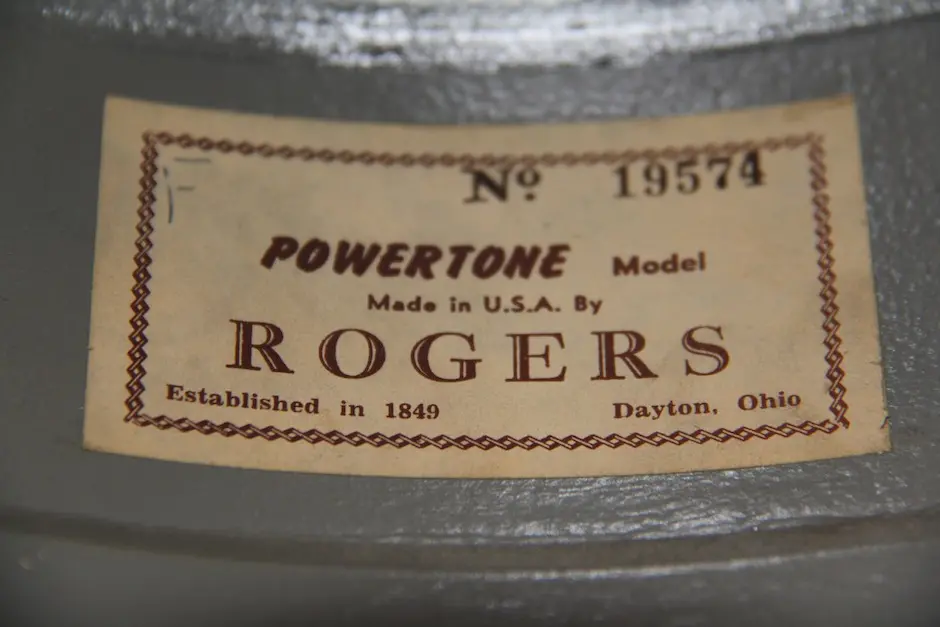 F
Nº. 19574
POWERTONE Model
Made in U.S.A. By
ROGERS
Established in 1849 Dayton, Ohio